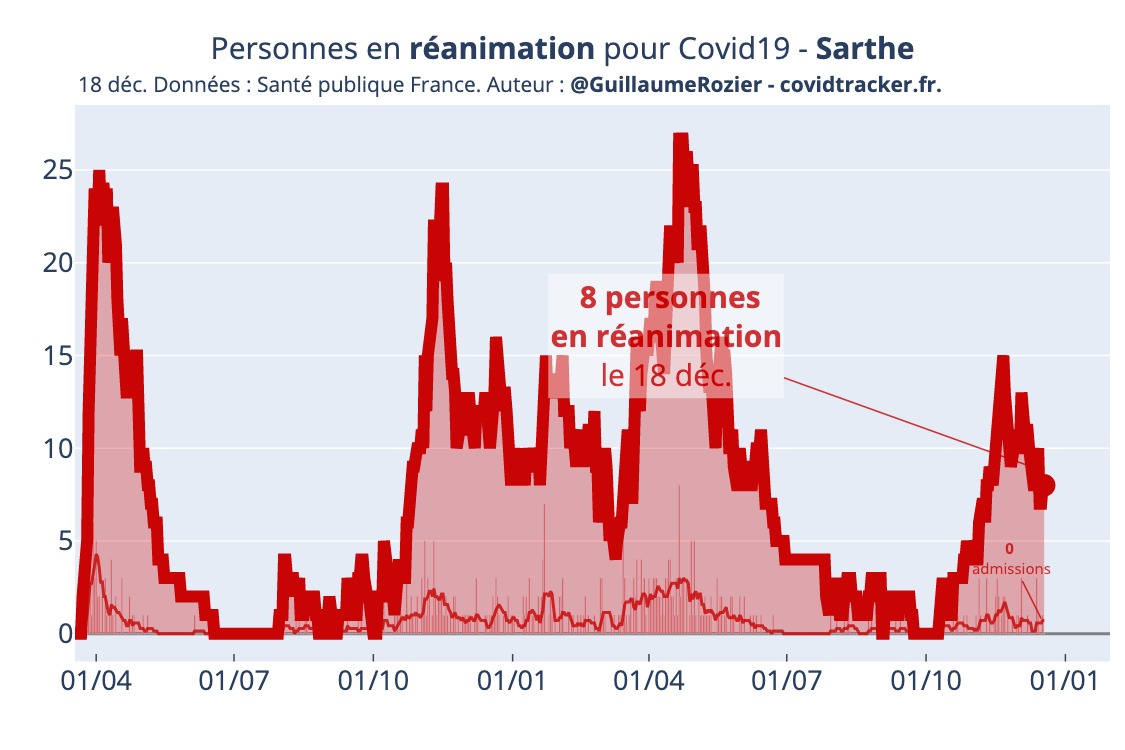 Personnes en réanimation pour Covid19 - Sarthe
18 déc. Données : Santé publique France. Auteur : @GuillaumeRozier - covidtracker.fr.
25
20
15
10
5
0
8 personnes
en réanimation
le 18 déc.
0
admissions
01/04
01/07
01/10
01/01
01/04
01/07
01/10
01/01